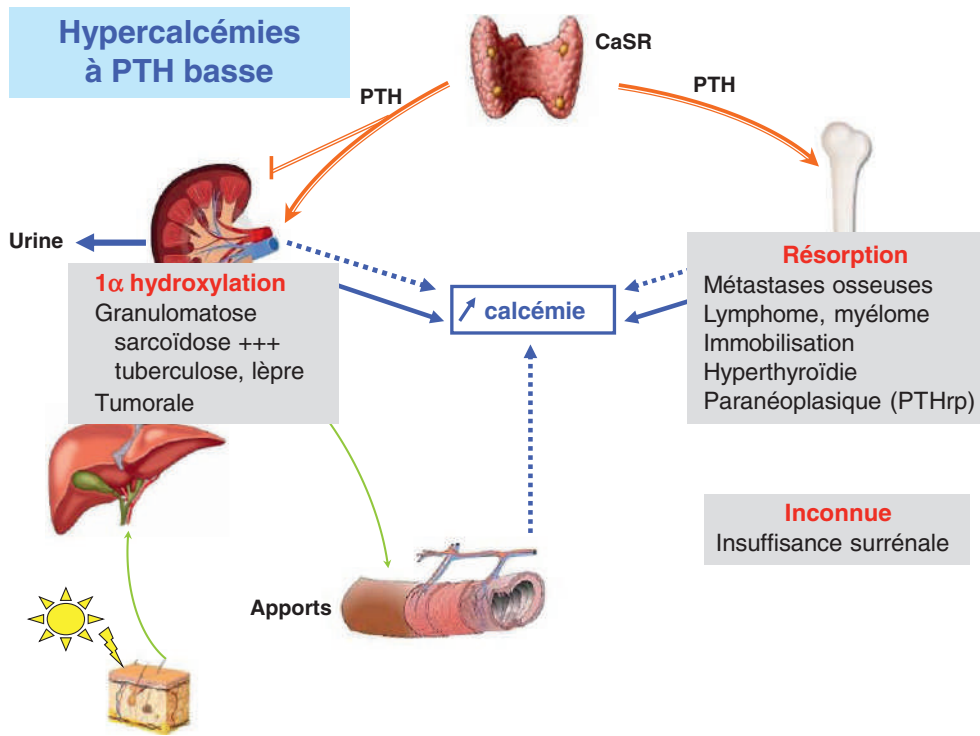 Hypercalcémies
à PTH basse
CaSR
PTH
PTH
Urine
1α hydroxylation
Granulomatose
sarcoïdose +++
tuberculose, lèpre
Tumorale
calcémie
Résorption
Métastases osseuses
Lymphome, myélome
Immobilisation
Hyperthyroïdie
Paranéoplasique (PTHrp)
Inconnue
Insuffisance surrénale
Apports